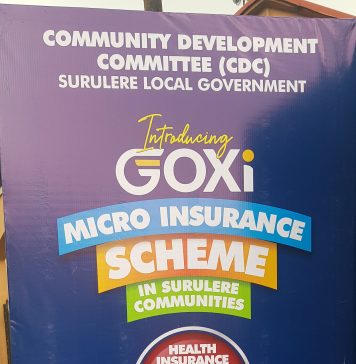 COMMUNITY DEVELOPMENT
COMMITTEE (CDC)
SURULERE LOCAL GOVERNMENT
Introducing
GOXi
MICRO INSURANCE
SCHEME
IN SURULERE
COMMUNITIES
HEALTH
INSURANCE